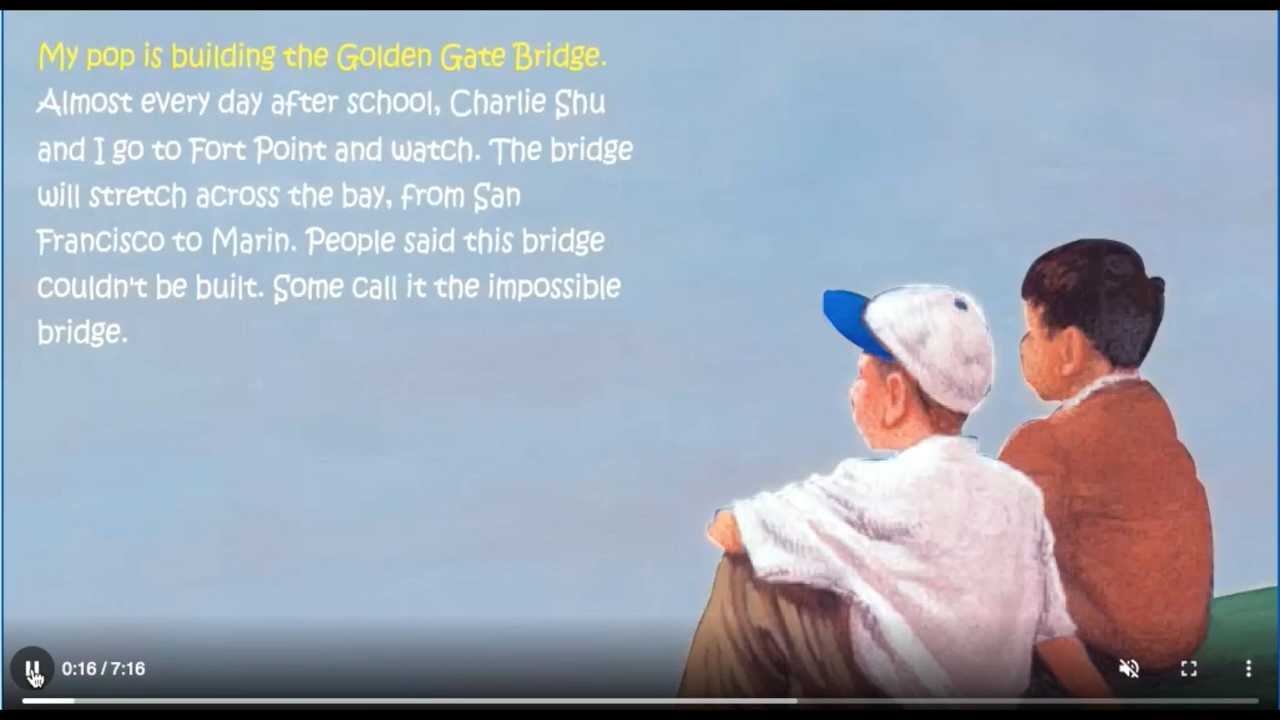 My pop is building the Golden Gate Bridge.
Almost every day after school, Charlie Shu
and I go to Fort Point and watch. The bridge
will stretch across the bay, from San
Francisco to Marin. People said this bridge
couldn't be built. Some call it the impossible
bridge.
0:16 / 7:16